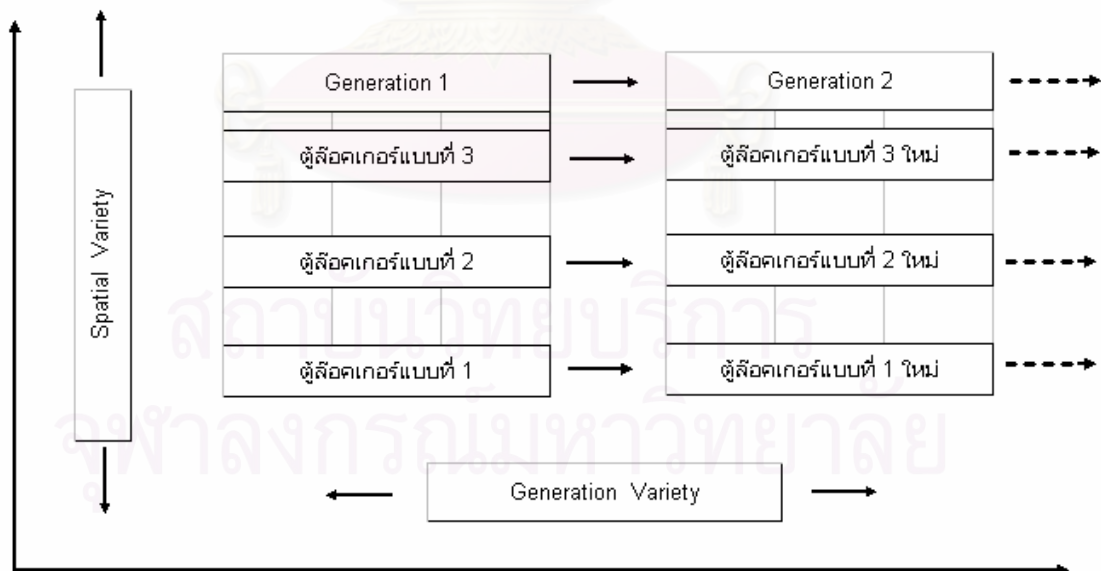 Generation 1
Generation 2
ตู้ล๊อคเกอร์แบบที่ 3
ตู้ล๊อคเกอร์แบบที่ 3 ใหม่
Spatial Variety
ตู้ล๊อคเกอร์แบบที่ 2
ตู้ล๊อคเกอร์แบบที่ 2 ใหม่
สถาบันวิทยบริการ
ตู้ล๊อคเกอร์แบบที่ 1
ตู้ล๊อคเกอร์แบบที่ 1 ใหม่
จุฬาลงกรณ์มหาวิทยาลัย
Generation Variety